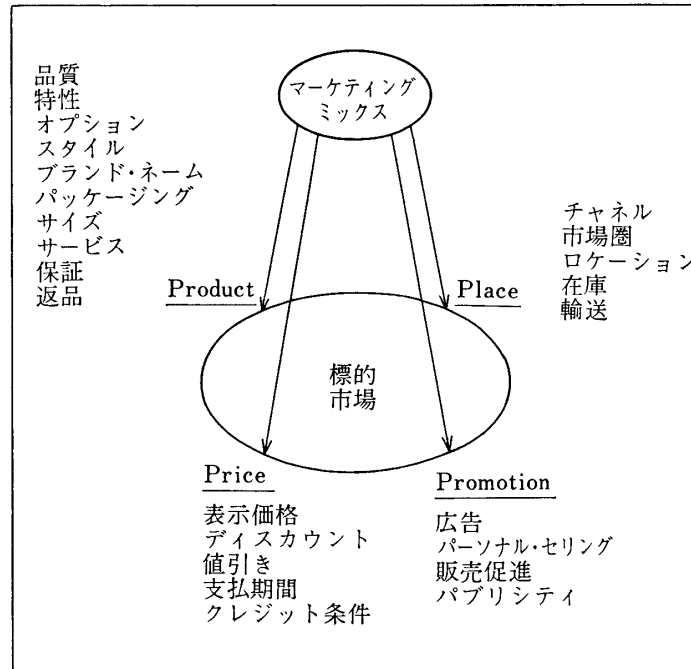 マーケティング
ミックス
品質
特性
オプション
スタイル
ブランド・ネーム
パッケージング
サイズ
サービス
保証
返品
Product
チャネル
市場圏
ロケーション
在庫
輸送
Place
標的
市場
Price
表示価格
ディスカウント
値引き
支払期間
クレジット条件
Promotion
広告
パーソナル・セリング
販売促進
パブリシティ